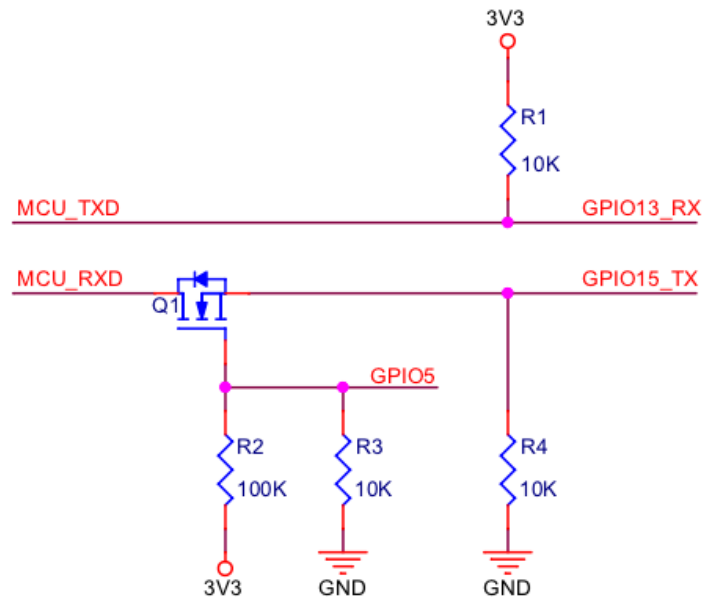 3V3
R1
10K
MCU_TXD
GPIO13_RX
MCU_RXD
GPIO15_TX
Q1
GPIO5
R2
100K
R3
10K
R4
10K
3V3
GND
GND